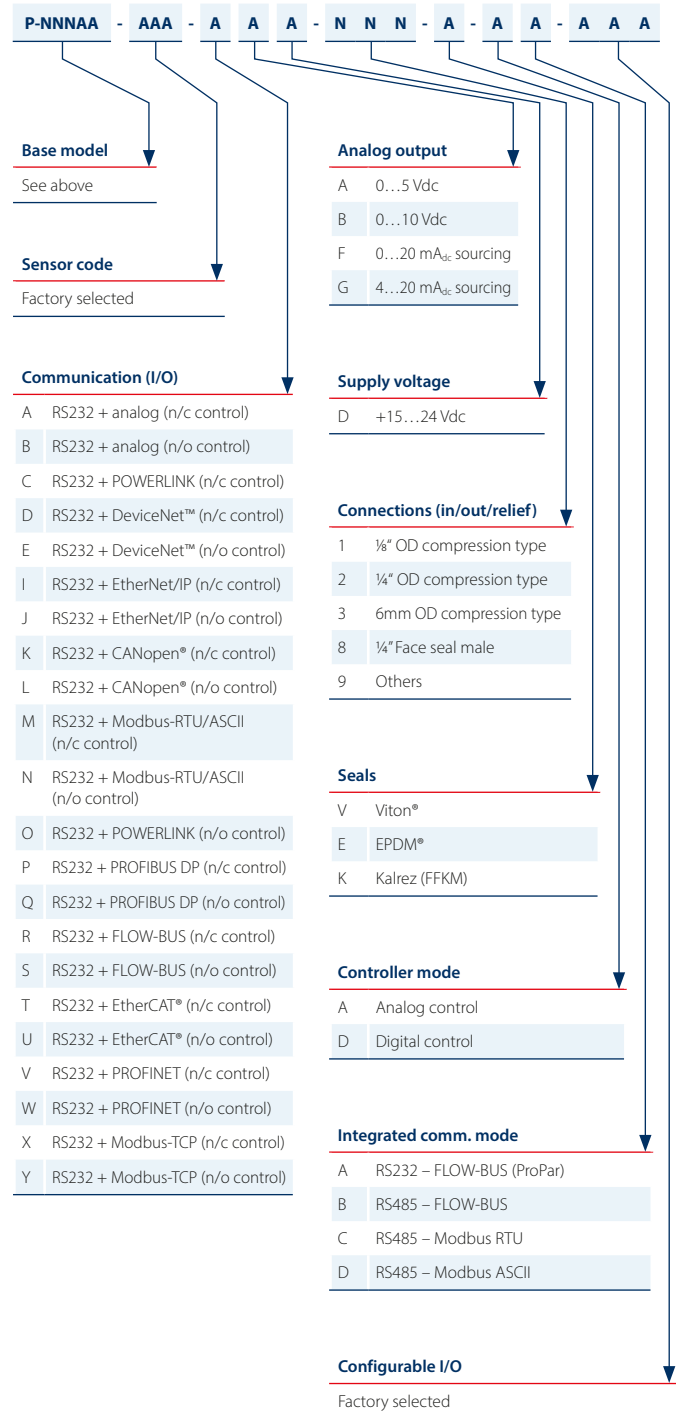 P-NNNAA - AAA - A A A - N N N - A - A A - A A A
Base model
See above
Sensor code
Factory selected
Communication (I/O)
A RS232 + analog (n/c control)
B RS232 + analog (n/o control)
C RS232 + POWERLINK (n/c control)
D RS232 + DeviceNet™ (n/c control)
E RS232 + DeviceNet™ (n/o control)
I RS232 + EtherNet/IP (n/c control)
J RS232 + EtherNet/IP (n/o control)
K RS232 + CANopen® (n/c control)
L RS232 + CANopen® (n/o control)
M RS232 + Modbus-RTU/ASCII
(n/c control)
N RS232 + Modbus-RTU/ASCII
(n/o control)
O RS232 + POWERLINK (n/o control)
P RS232 + PROFIBUS DP (n/c control)
Q RS232 + PROFIBUS DP (n/o control)
R RS232 + FLOW-BUS (n/c control)
S RS232 + FLOW-BUS (n/o control)
T RS232 + EtherCAT® (n/c control)
U RS232 + EtherCAT® (n/o control)
V RS232 + PROFINET (n/c control)
W RS232 + PROFINET (n/o control)
X RS232 + Modbus-TCP (n/c control)
Y RS232 + Modbus-TCP (n/o control)
Analog output
A 0…5 Vdc
B 0…10 Vdc
F 0…20 mAdc sourcing
G 4…20 mAdc sourcing
Supply voltage
D +15…24 Vdc
Connections (in/out/relief)
1 ⅛“ OD compression type
2 ¼“ OD compression type
3 6mm OD compression type
8 ¼” Face seal male
9 Others
Seals
V Viton®
E EPDM®
K Kalrez (FFKM)
Controller mode
A Analog control
D Digital control
Integrated comm. mode
A RS232 – FLOW-BUS (ProPar)
B RS485 – FLOW-BUS
C RS485 – Modbus RTU
D RS485 – Modbus ASCII
Configurable I/O
Factory selected